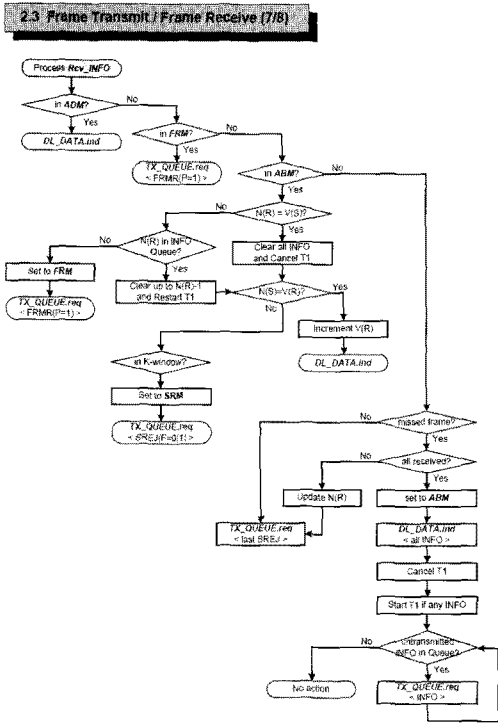 2.3 Frame Transmit / Frame Receive (7/8)
Process Rcv_INFO
in ADM?
No
Yes
DL_DATA.ind
in FRM?
No
Yes
TX_QUEUE.req
< FRMR(P=1) >
in ABM?
No
Yes
N(R) = V(S)?
No
Yes
N(R) in INFO
Queue?
No
Yes
Clear all INFO
and Cancel T1
Set to FRM
TX_QUEUE.req
< FRMR(P=1) >
Clear up to N(R)-1
and Restart T1
N(S)=V(R)?
Yes
No
Increment V(R)
DL_DATA.ind
in K-window?
Set to SRM
TX_QUEUE.req
< SREJ(F=0/1) >
missed frame?
No
Yes
all received?
No
Yes
Update N(R)
set to ABM
TX_QUEUE.req
< last SREJ >
DL_DATA.ind
< all INFO >
Cancel T1
Start T1 if any INFO
untransmitted
INFO in Queue?
No
Yes
No action
TX_QUEUE.req
< INFO >